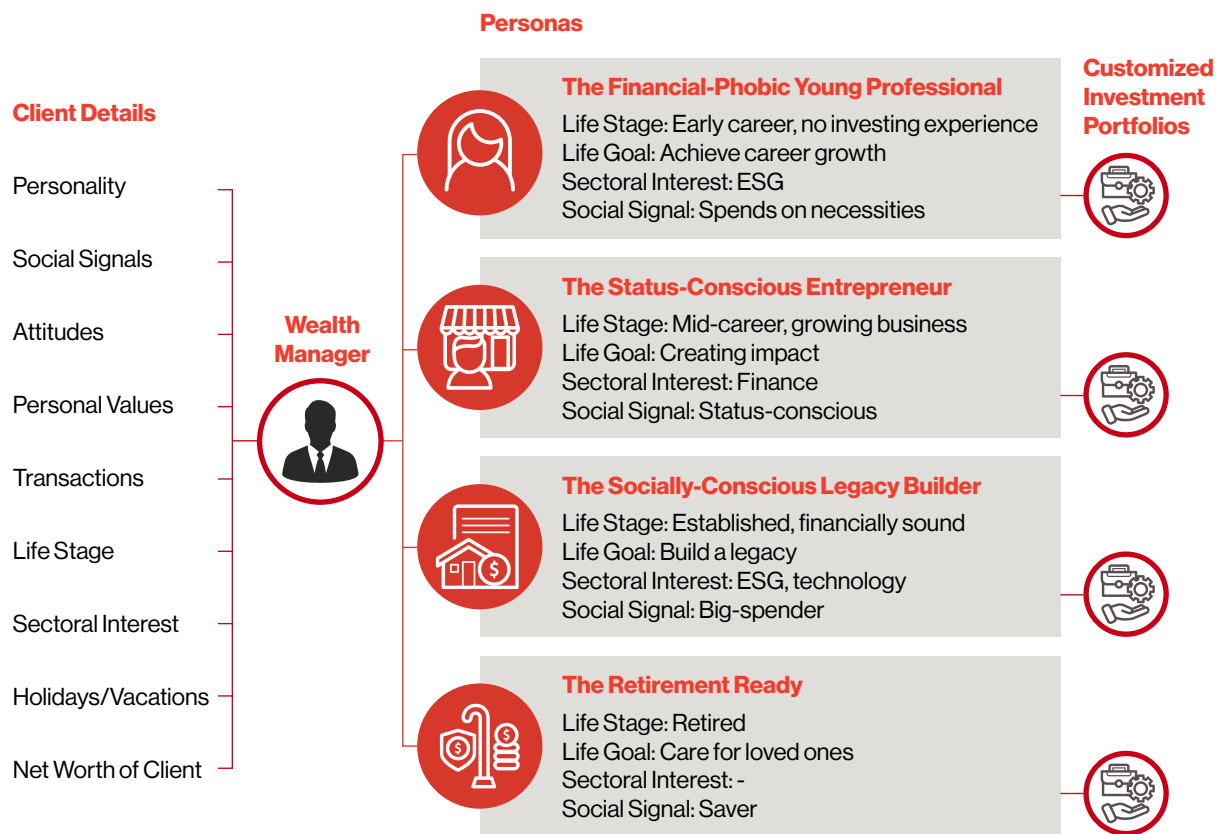 Personas
Client Details
Personality
Social Signals
Attitudes
Personal Values
Transactions
Life Stage
Sectoral Interest
Holidays/Vacations
Net Worth of Client
Wealth
Manager
The Financial-Phobic Young Professional
Life Stage: Early career, no investing experience
Life Goal: Achieve career growth
Sectoral Interest: ESG
Social Signal: Spends on necessities
The Status-Conscious Entrepreneur
Life Stage: Mid-career, growing business
Life Goal: Creating impact
Sectoral Interest: Finance
Social Signal: Status-conscious
The Socially-Conscious Legacy Builder
Life Stage: Established, financially sound
Life Goal: Build a legacy
Sectoral Interest: ESG, technology
Social Signal: Big-spender
The Retirement Ready
Life Stage: Retired
Life Goal: Care for loved ones
Sectoral Interest: -
Social Signal: Saver
Customized
Investment
Portfolios
$
$
$